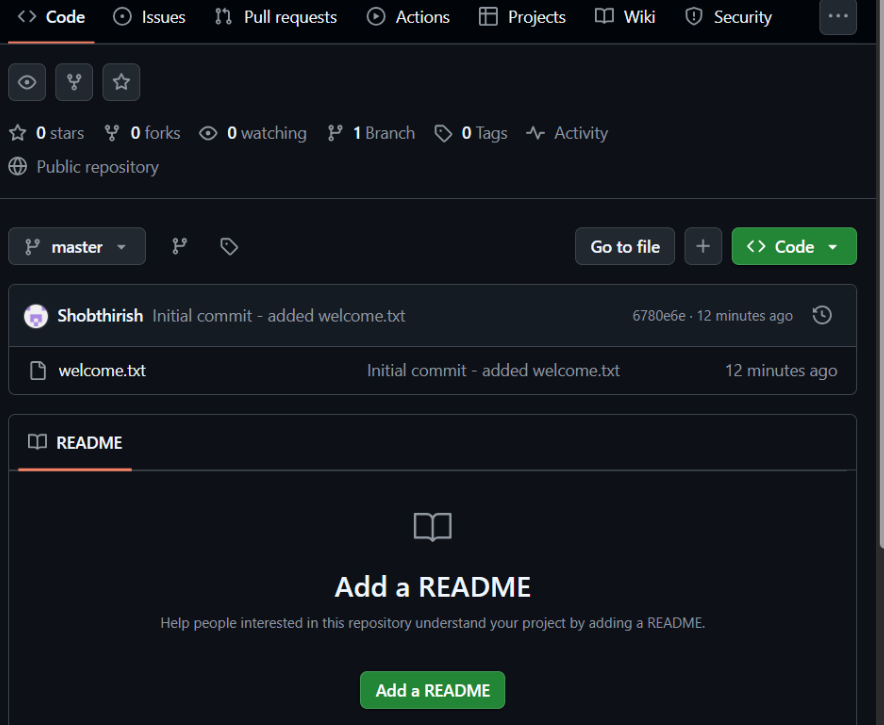 Code Issues Pull requests Actions Projects Wiki Security
0 stars 0 forks 0 watching 1 Branch 0 Tags Activity
Public repository
master Go to file Code
Shobthirish Initial commit - added welcome.txt 6780e6e · 12 minutes ago
welcome.txt Initial commit - added welcome.txt 12 minutes ago
README
Add a README
Help people interested in this repository understand your project by adding a README.
Add a README